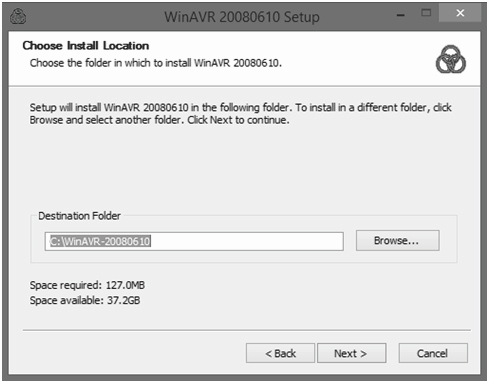 WinAVR 20080610 Setup
Choose Install Location
Choose the folder in which to install WinAVR 20080610.
Setup will install WinAVR 20080610 in the following folder. To install in a different folder, click
Browse and select another folder. Click Next to continue.
Destination Folder
C:\WinAVR-20080610
Browse...
Space required: 127.0MB
Space available: 37.2GB
< Back
Next >
Cancel